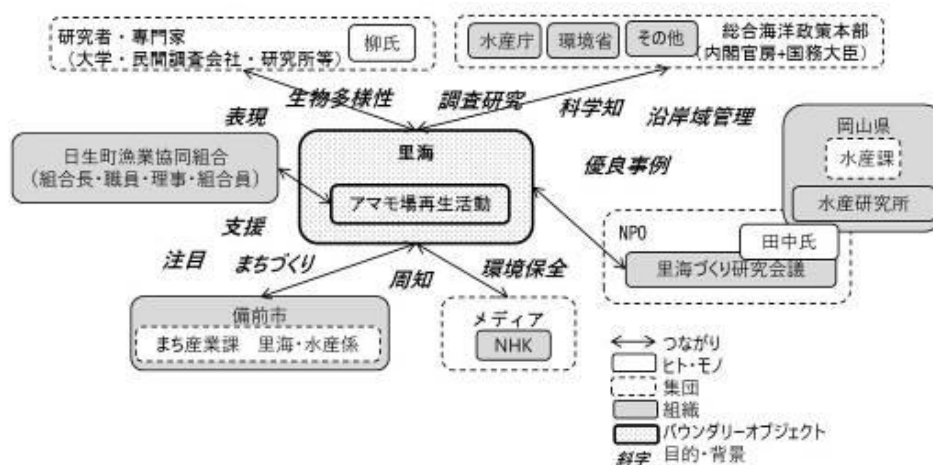 研究者・専門家
(大学・民間調査会社・研究所等)
柳氏
水産庁
環境省
その他
総合海洋政策本部
(内閣官房+国務大臣)
生物多様性
調査研究
科学知
沿岸域管理
表現
優良事例
日生町漁業協同組合
(組合長・職員・理事・組合員)
里海
アマモ場再生活動
岡山県
水産課
水産研究所
NPO
田中氏
里海づくり研究会議
支援
注目
まちづくり
周知
環境保全
備前市
まち産業課 里海・水産係
メディア
NHK
つながり
ヒト・モノ
集団
組織
バウンダリーオブジェクト
斜字 目的・背景